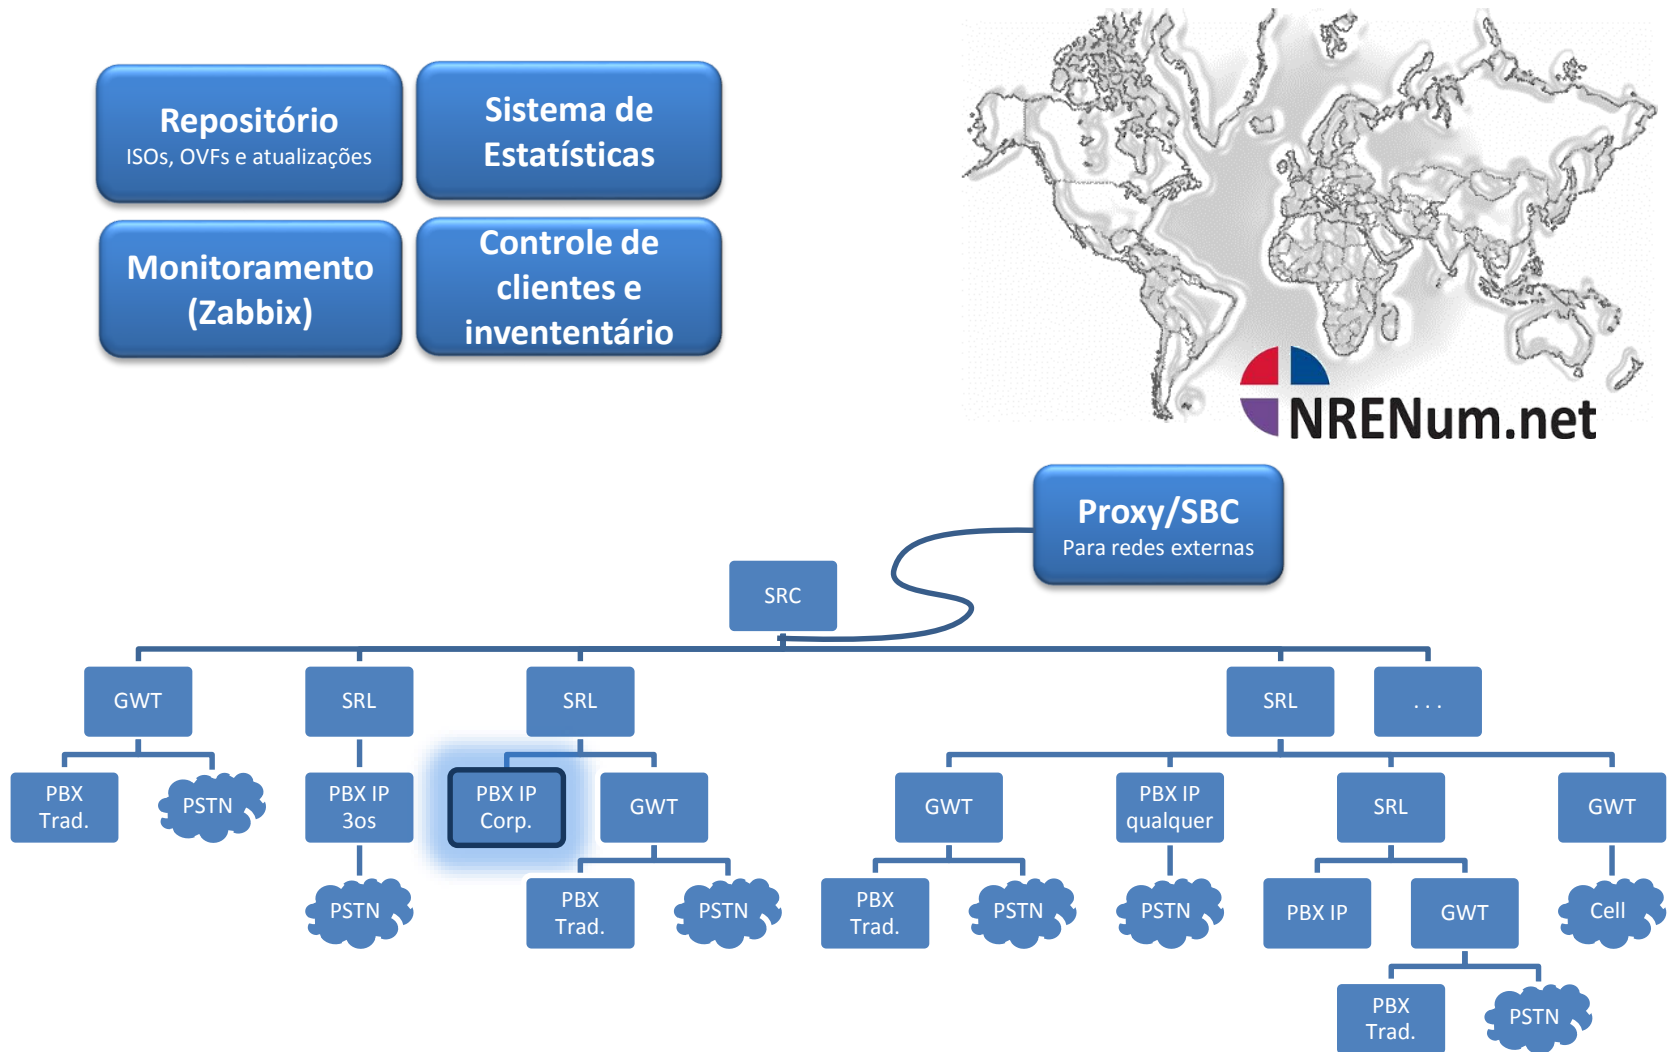 Repositório
ISOs, OVFs e atualizações
Sistema de
Estatísticas
Monitoramento
(Zabbix)
Controle de
clientes e
invententário
NRENum.net
Proxy/SBC
Para redes externas
SRC
GWT
SRL
SRL
SRL
. . .
PBX
Trad.
PSTN
PBX IP
3os
PBX IP
Corp.
GWT
GWT
PBX IP
qualquer
SRL
GWT
PSTN
PBX
Trad.
PSTN
PBX
Trad.
PSTN
PSTN
PBX IP
GWT
Cell
PBX
Trad.
PSTN